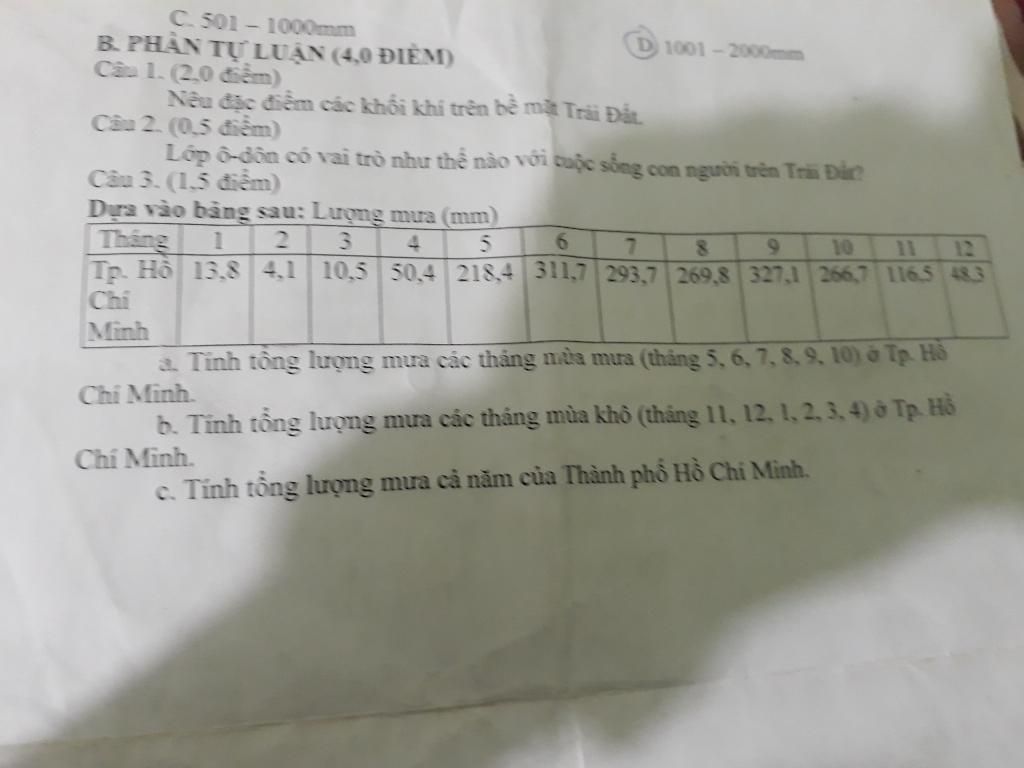 C. 501 – 1000mm
D 1001 – 2000mm
B. PHẦN TỰ LUẬN (4,0 ĐIỂM)
Câu 1. (2,0 điểm)
Nêu đặc điểm các khối khí trên bề mặt Trái Đất.
Câu 2. (0,5 điểm)
Lớp ô-dôn có vai trò như thế nào với cuộc sống con người trên Trái Đất?
Câu 3. (1,5 điểm)
Dựa vào bảng sau: Lượng mưa (mm)
Tháng 1 2 3 4 5 6 7 8 9 10 11 12
Tp. Hồ 13,8 4,1 10,5 50,4 218,4 311,7 293,7 269,8 327,1 266,7 116,5 48,3
Chí
Minh
a. Tính tổng lượng mưa các tháng mùa mưa (tháng 5, 6, 7, 8, 9, 10) ở Tp. Hồ
Chí Minh.
b. Tính tổng lượng mưa các tháng mùa khô (tháng 11, 12, 1, 2, 3, 4) ở Tp. Hồ
Chí Minh.
c. Tính tổng lượng mưa cả năm của Thành phố Hồ Chí Minh.